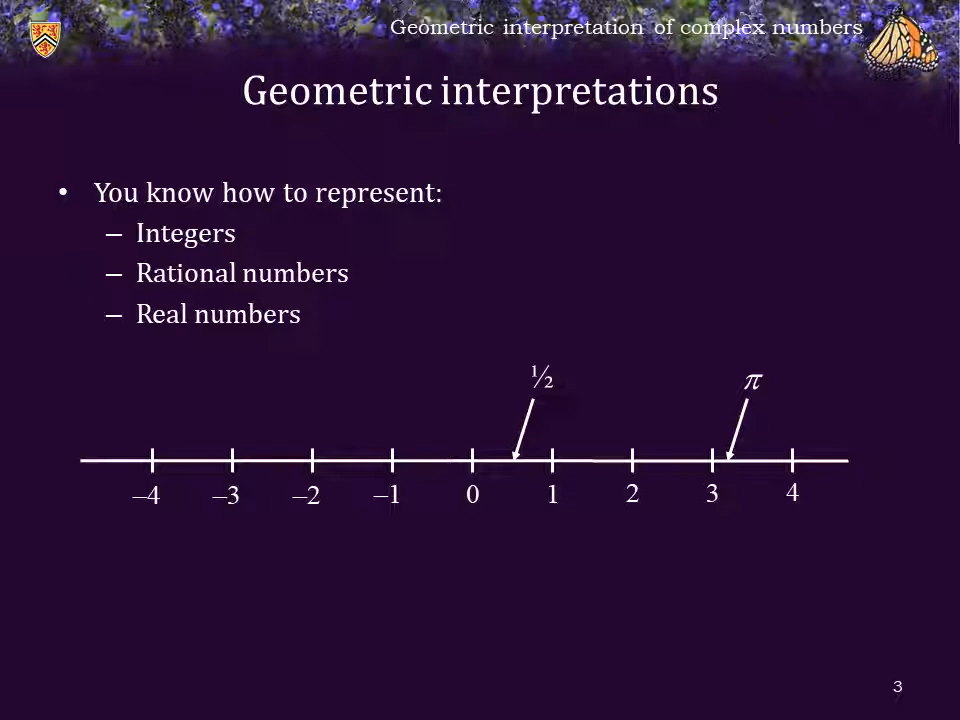 Geometric interpretation of complex numbers
Geometric interpretations
• You know how to represent:
– Integers
– Rational numbers
– Real numbers
½ π
–4 –3 –2 –1 0 1 2 3 4
3